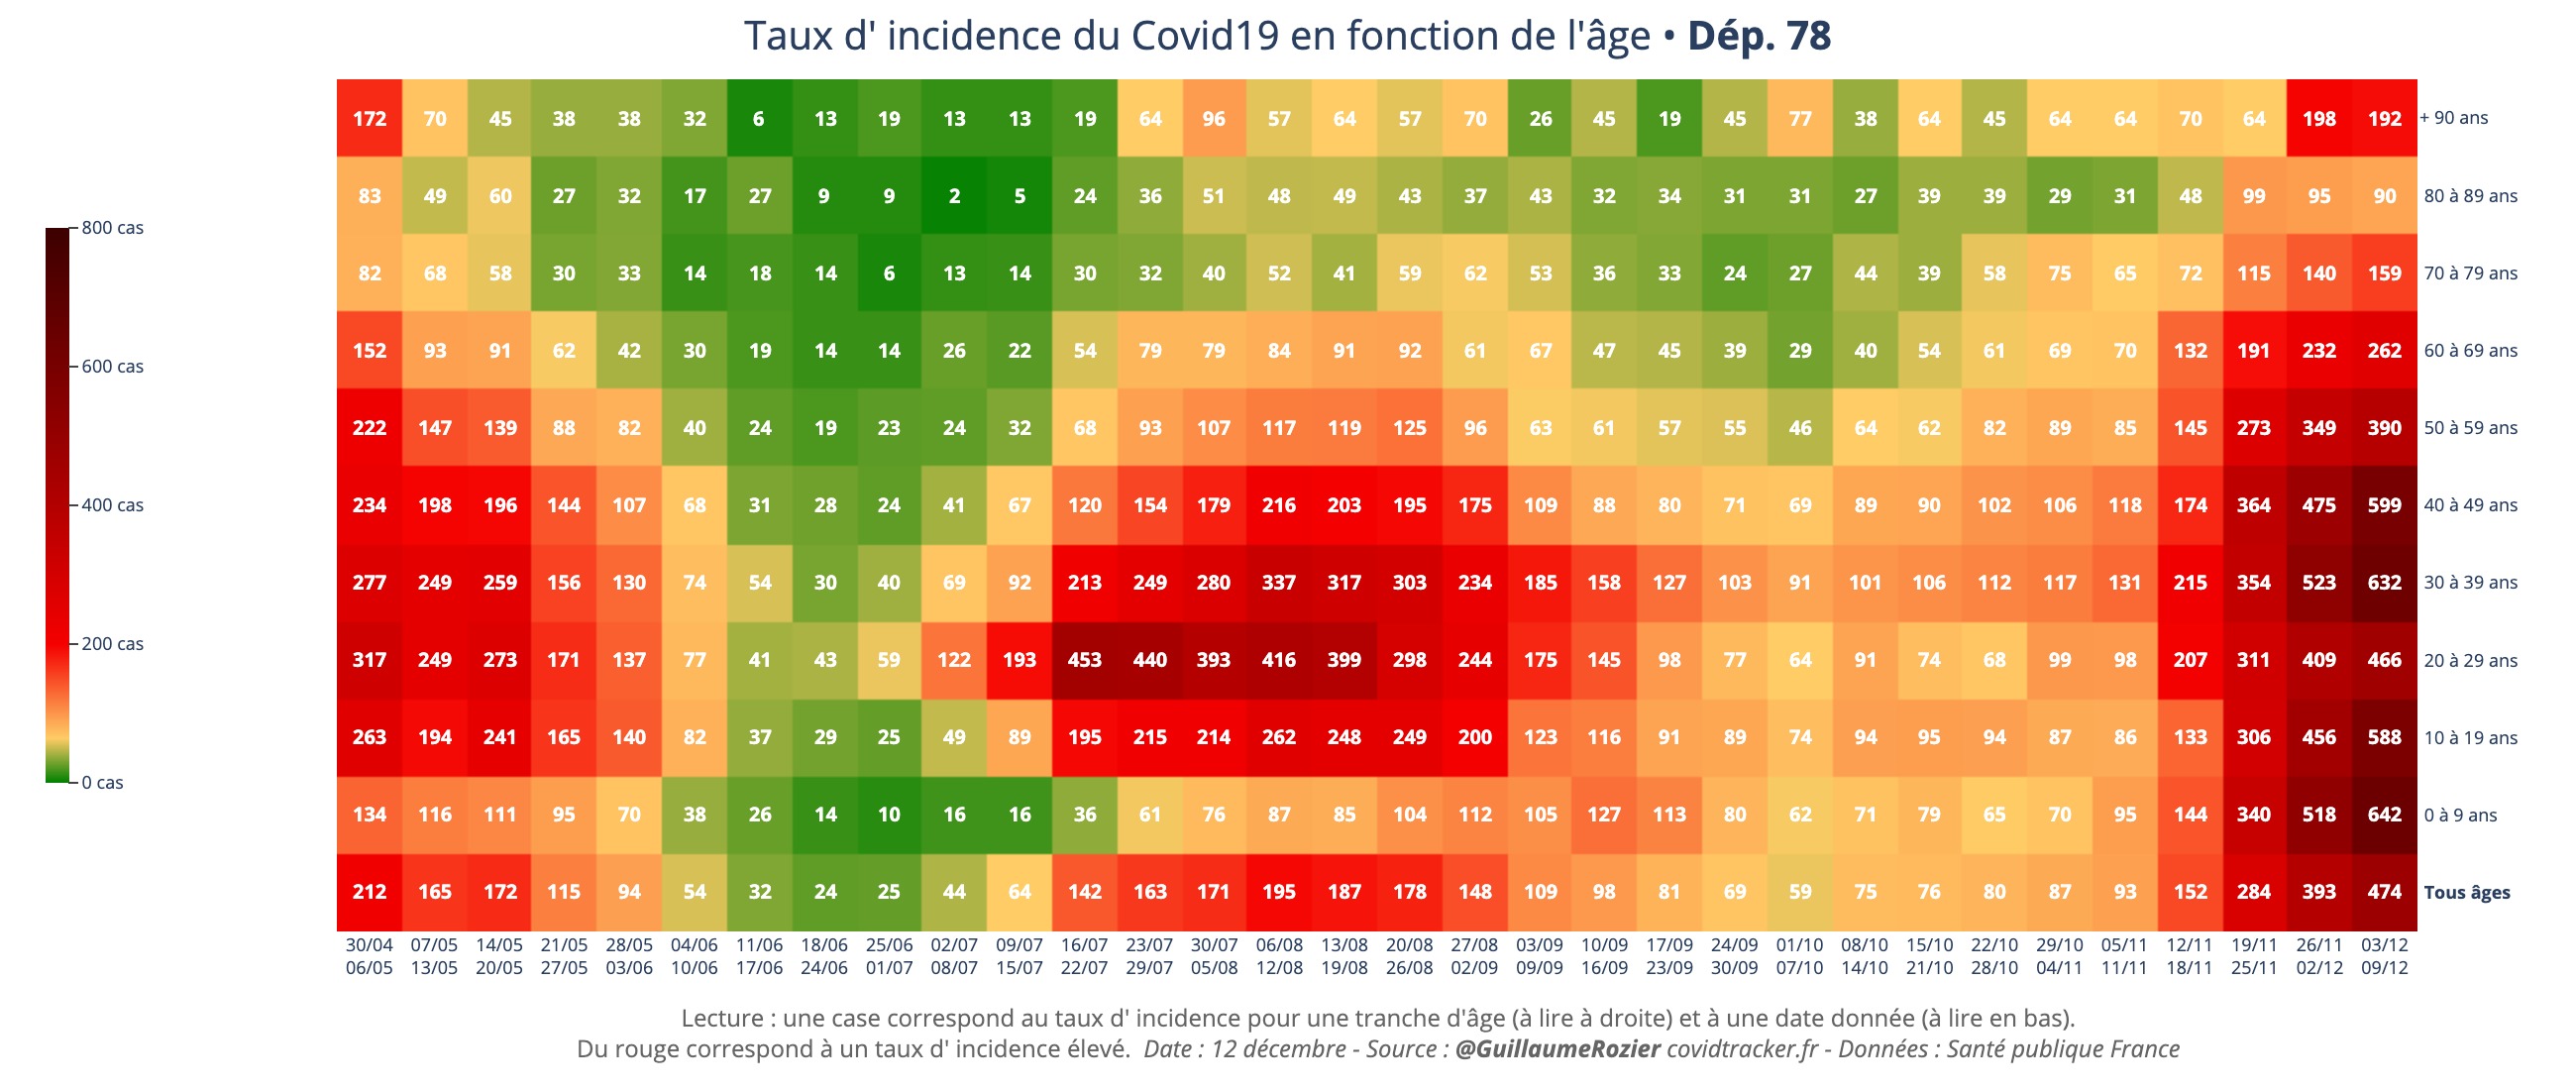 Taux d' incidence du Covid19 en fonction de l'âge • Dép. 78
800 cas
600 cas
400 cas
200 cas
0 cas
172 70 45 38 38 32 6 13 19 13 13 19 64 96 57 64 57 70 26 45 19 45 77 38 64 45 64 64 70 64 198 192 + 90 ans
83 49 60 27 32 17 27 9 9 2 5 24 36 51 48 49 43 37 43 32 34 31 31 27 39 39 29 31 48 99 95 90 80 à 89 ans
82 68 58 30 33 14 18 14 6 13 14 30 32 40 52 41 59 62 53 36 33 24 27 44 39 58 75 65 72 115 140 159 70 à 79 ans
152 93 91 62 42 30 19 14 14 26 22 54 79 79 84 91 92 61 67 47 45 39 29 40 54 61 69 70 132 191 232 262 60 à 69 ans
222 147 139 88 82 40 24 19 23 24 32 68 93 107 117 119 125 96 63 61 57 55 46 64 62 82 89 85 145 273 349 390 50 à 59 ans
234 198 196 144 107 68 31 28 24 41 67 120 154 179 216 203 195 175 109 88 80 71 69 89 90 102 106 118 174 364 475 599 40 à 49 ans
277 249 259 156 130 74 54 30 40 69 92 213 249 280 337 317 303 234 185 158 127 103 91 101 106 112 117 131 215 354 523 632 30 à 39 ans
317 249 273 171 137 77 41 43 59 122 193 453 440 393 416 399 298 244 175 145 98 77 64 91 74 68 99 98 207 311 409 466 20 à 29 ans
263 194 241 165 140 82 37 29 25 49 89 195 215 214 262 248 249 200 123 116 91 89 74 94 95 94 87 86 133 306 456 588 10 à 19 ans
134 116 111 95 70 38 26 14 10 16 16 36 61 76 87 85 104 112 105 127 113 80 62 71 79 65 70 95 144 340 518 642 0 à 9 ans
212 165 172 115 94 54 32 24 25 44 64 142 163 171 195 187 178 148 109 98 81 69 59 75 76 80 87 93 152 284 393 474 Tous âges
30/04 07/05 14/05 21/05 28/05 04/06 11/06 18/06 25/06 02/07 09/07 16/07 23/07 30/07 06/08 13/08 20/08 27/08 03/09 10/09 17/09 24/09 01/10 08/10 15/10 22/10 29/10 05/11 12/11 19/11 26/11 03/12
06/05 13/05 20/05 27/05 03/06 10/06 17/06 24/06 01/07 08/07 15/07 22/07 29/07 05/08 12/08 19/08 26/08 02/09 09/09 16/09 23/09 30/09 07/10 14/10 21/10 28/10 04/11 11/11 18/11 25/11 02/12 09/12
Lecture : une case correspond au taux d' incidence pour une tranche d'âge (à lire à droite) et à une date donnée (à lire en bas).
Du rouge correspond à un taux d' incidence élevé. Date : 12 décembre - Source : @GuillaumeRozier covidtracker.fr - Données : Santé publique France